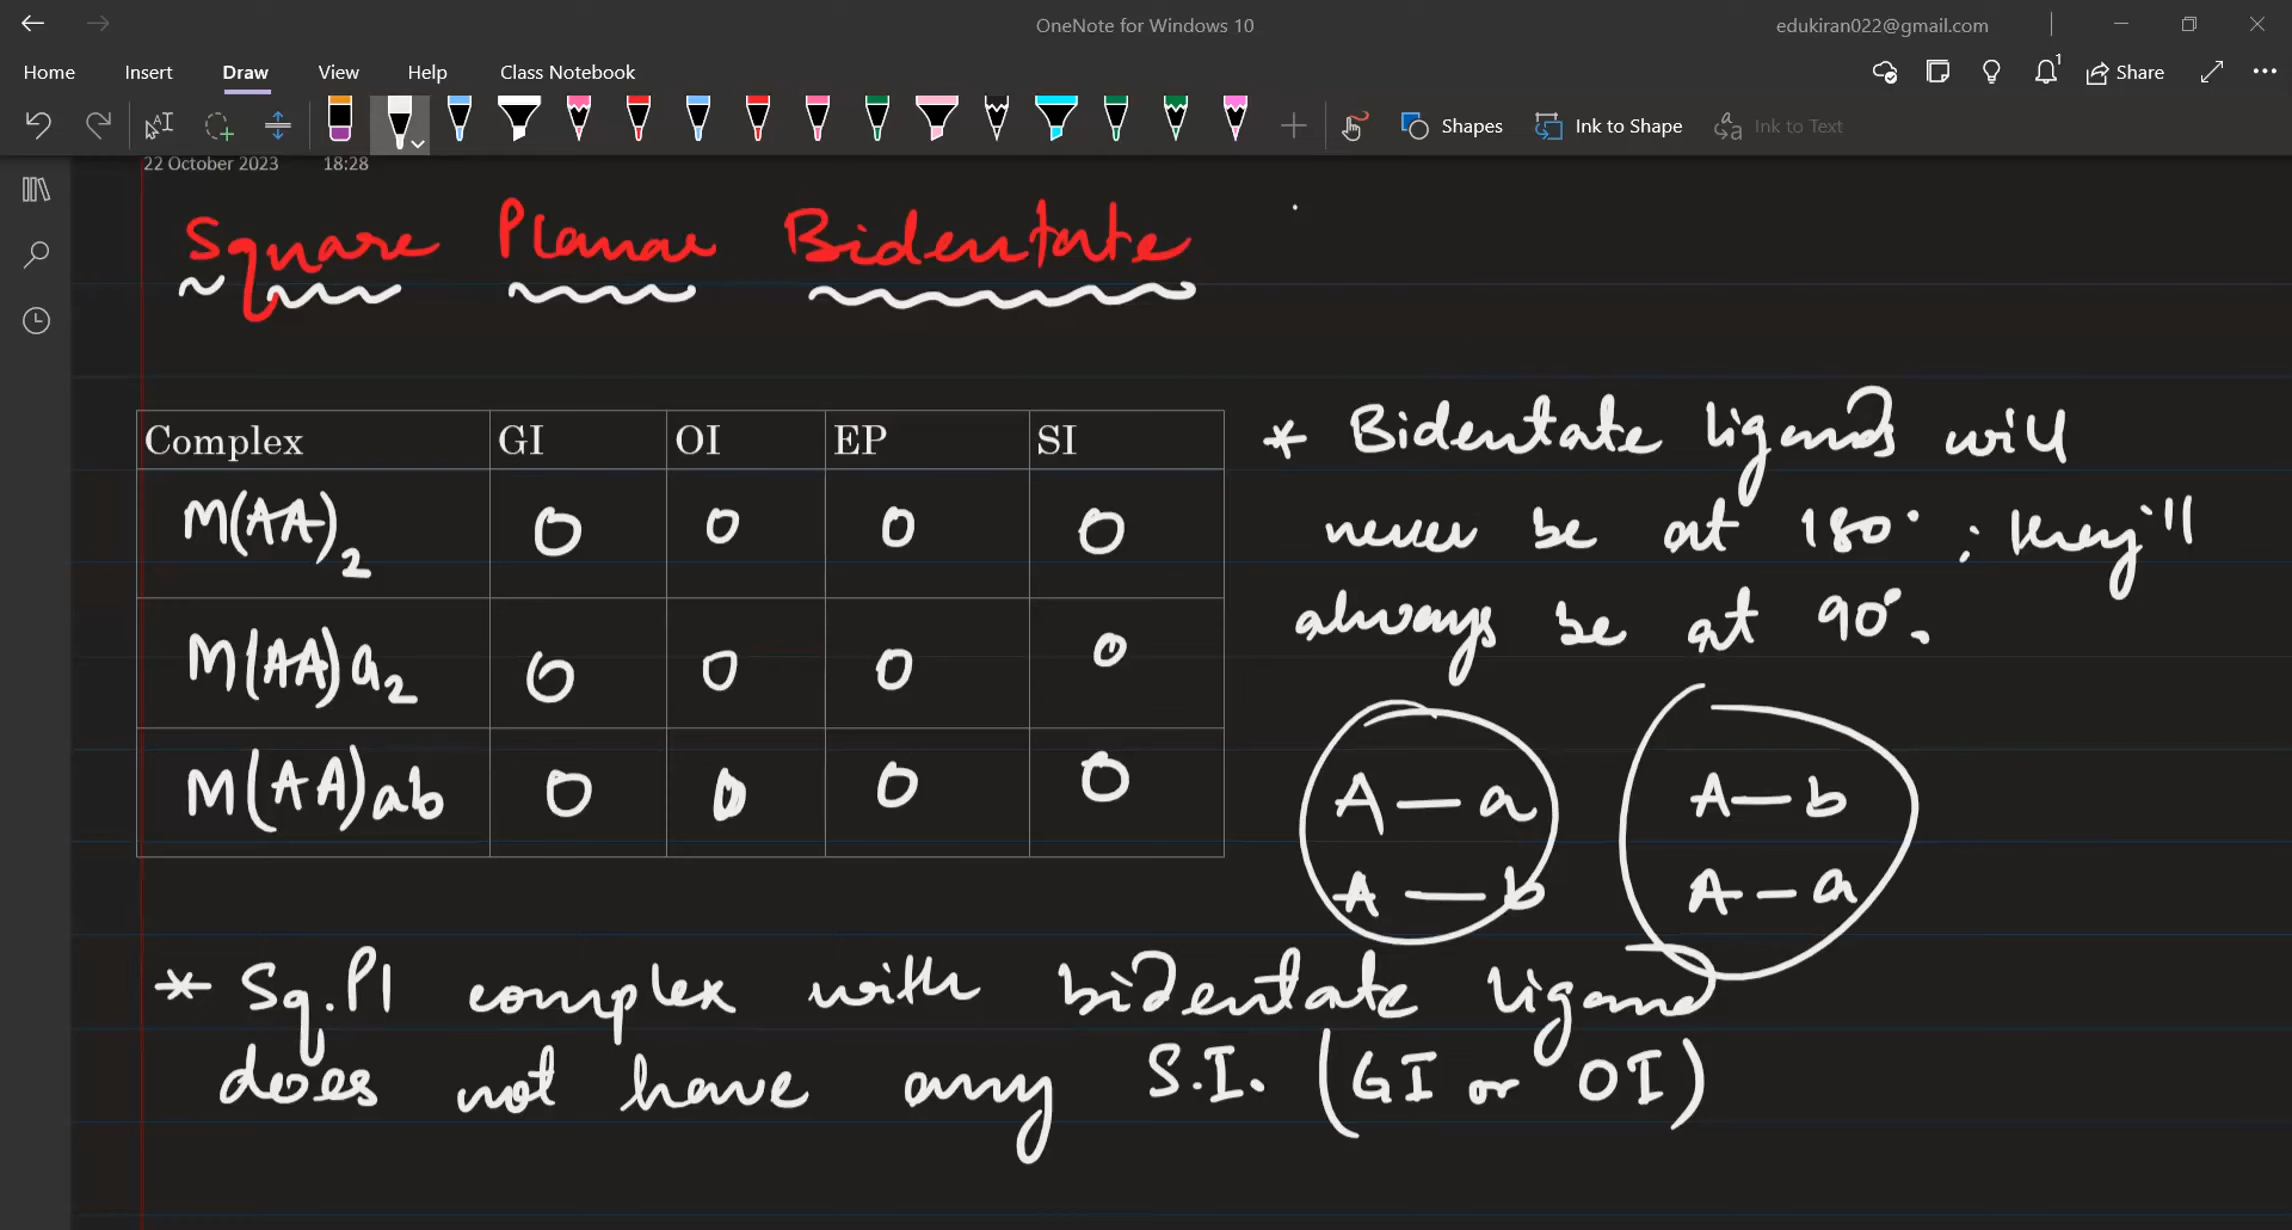 OneNote for Windows 10
edukiran022@gmail.com
Home Insert Draw View Help Class Notebook
1
Share
Shapes Ink to Shape Ink to Text
22 October 2023 18:28
Square Planar Bidentate
Complex GI OI EP SI
M(AA)2 0 0 0 0
M(AA)a2 0 0 0 0
M(AA)ab 0 0 0 0
* Bidentate ligands will
never be at 180° ; they'll
always be at 90°.
A — a A — b
A — b A — a
* Sq. Pl complex with bidentate ligand
does not have any S.I. (GI or OI)